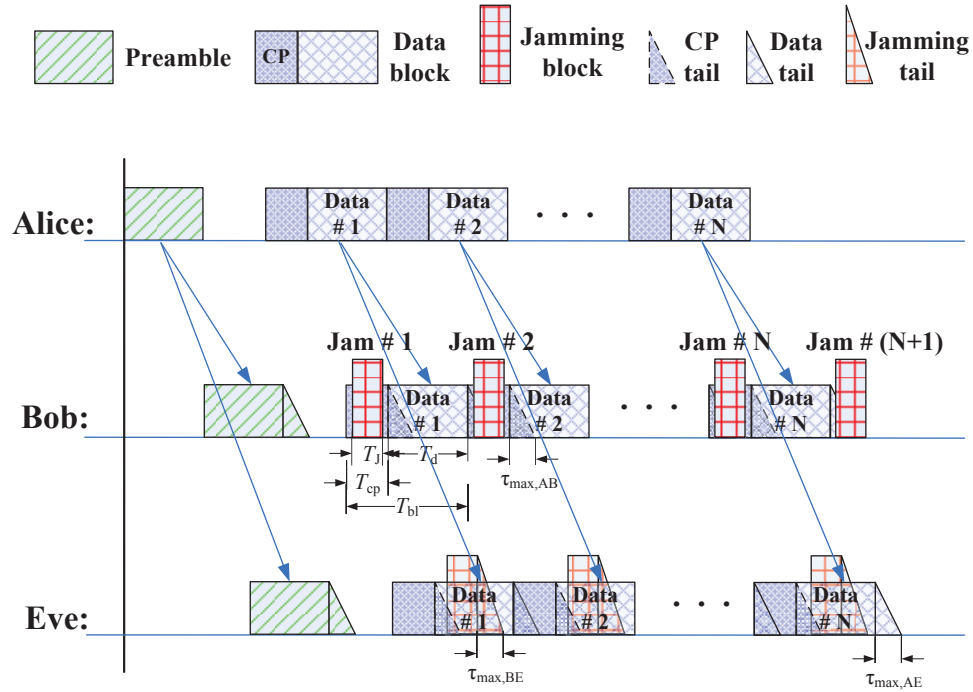 Preamble
CP
Data
block
Jamming
block
CP
tail
Data
tail
Jamming
tail
Alice:
Data
# 1
Data
# 2
. . .
Data
# N
Jam # 1
Jam # 2
Jam # N
Jam # (N+1)
Bob:
Data
# 1
Data
# 2
. . .
Data
# N
TJ
Td
τmax,AB
Tcp
Tbl
Eve:
Data
# 1
Data
# 2
. . .
Data
# N
τmax,BE
τmax,AE